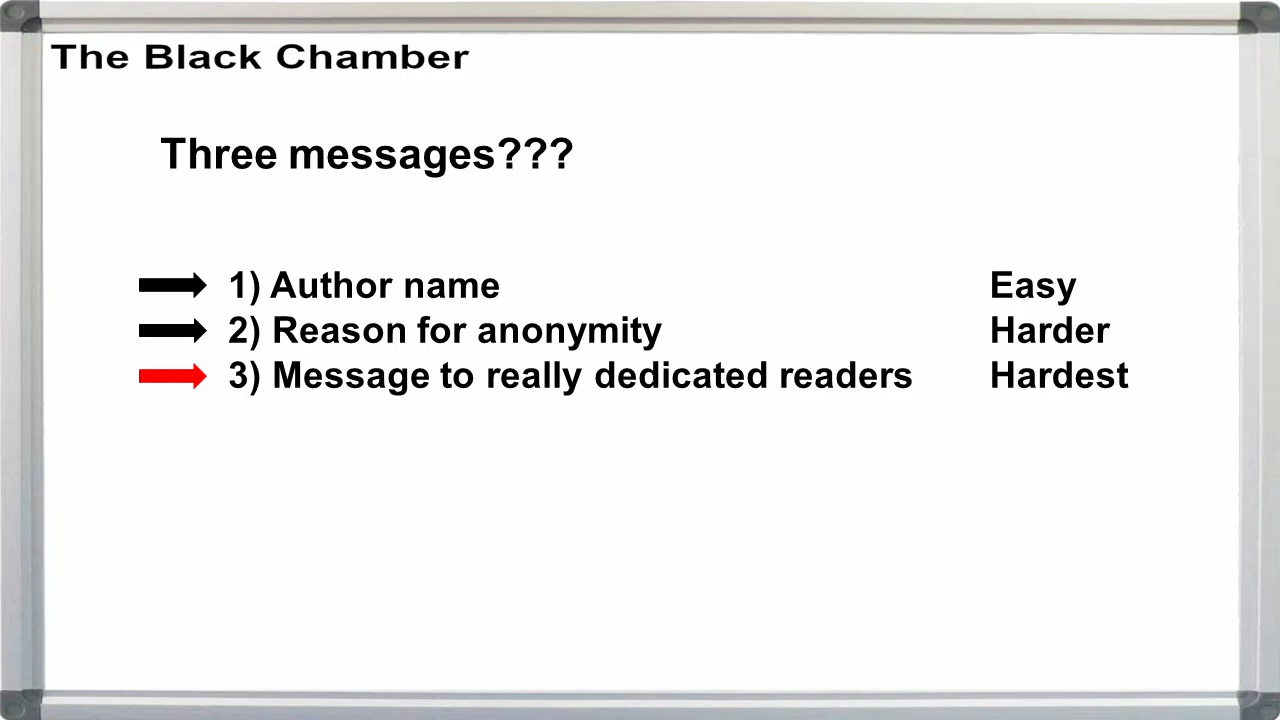 The Black Chamber
Three messages???
1) Author name Easy
2) Reason for anonymity Harder
3) Message to really dedicated readers Hardest